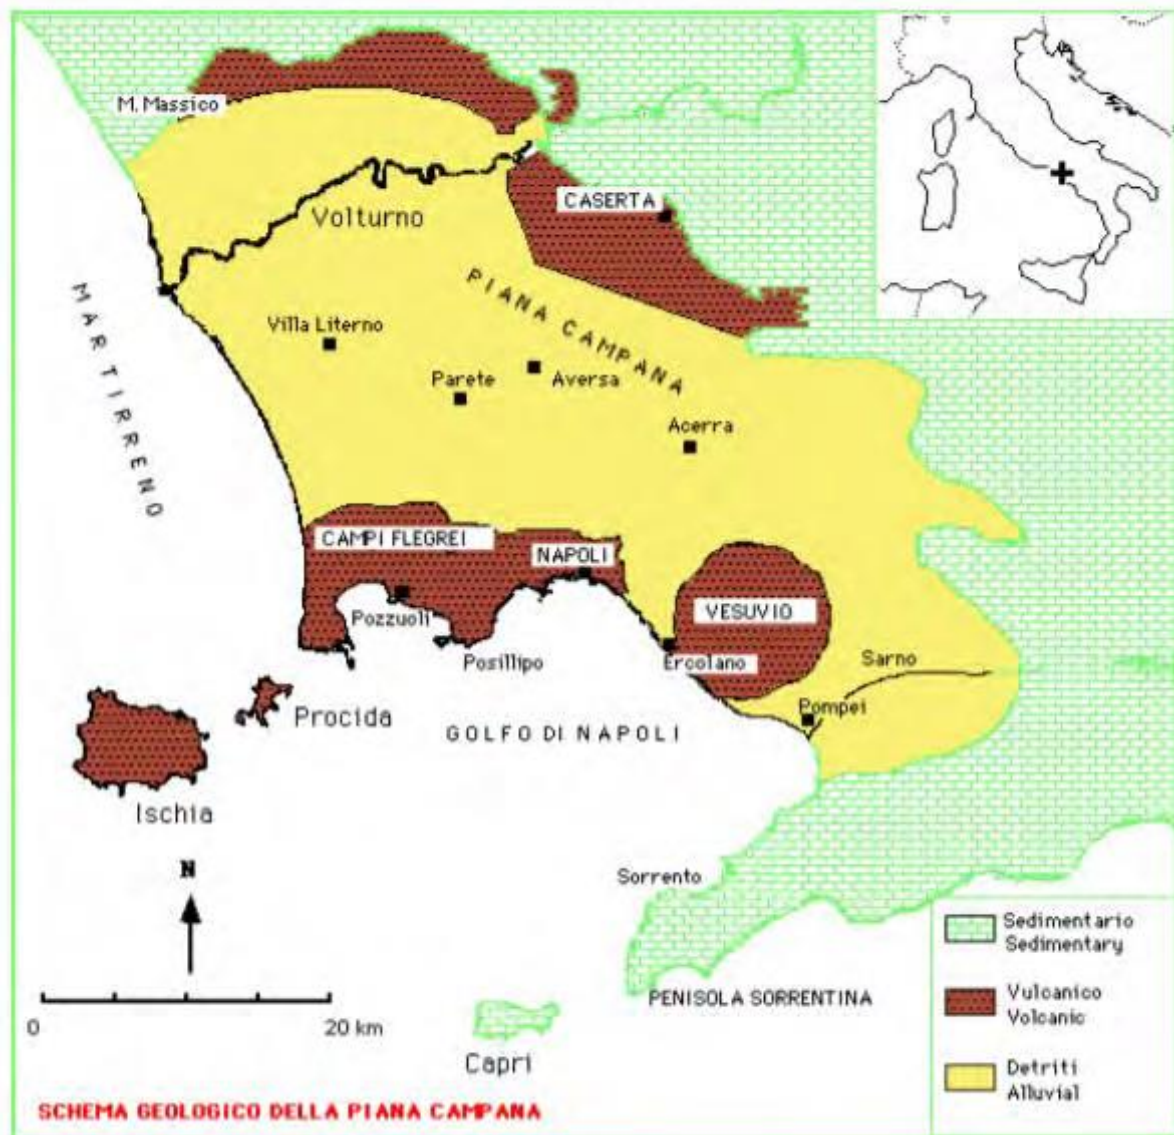 M. Massico
Volturno
CASERTA
MAR TIRRENO
PIANA CAMPANA
Villa Literno
Parete
Aversa
Acerra
CAMPI FLEGREI
NAPOLI
VESUVIO
Pozzuoli
Posillipo
Ercolano
Sarno
Pompei
Procida
GOLFO DI NAPOLI
Ischia
N
Sorrento
PENISOLA SORRENTINA
0 20 km
Capri
Sedimentario
Sedimentary
Vulcanico
Volcanic
Detriti
Alluvial
SCHEMA GEOLOGICO DELLA PIANA CAMPANA